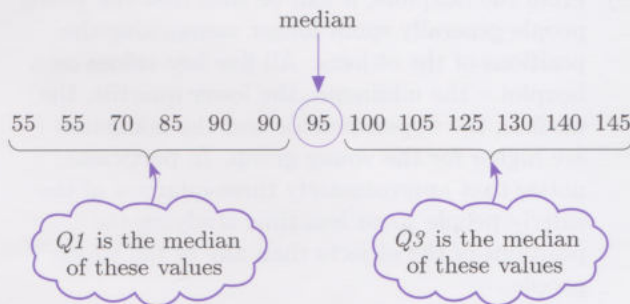 median
55 55 70 85 90 90 95 100 105 125 130 140 145
Q1 is the median
of these values
Q3 is the median
of these values